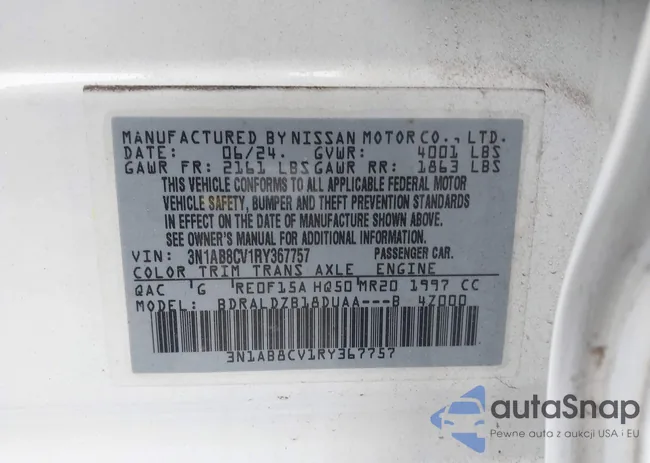 MANUFACTURED BY NISSAN MOTOR CO., LTD.
DATE: 06/24. GVWR: 4001 LBS
GAWR FR: 2161 LBS GAWR RR: 1863 LBS
THIS VEHICLE CONFORMS TO ALL APPLICABLE FEDERAL MOTOR
VEHICLE SAFETY, BUMPER AND THEFT PREVENTION STANDARDS
IN EFFECT ON THE DATE OF MANUFACTURE SHOWN ABOVE.
SEE OWNER'S MANUAL FOR ADDITIONAL INFORMATION.
VIN: 3N1AB8CV1RY367757 PASSENGER CAR.
COLOR TRIM TRANS AXLE ENGINE
QAC G RE0F15A HQ50 MR20 1997 CC
MODEL: BDRALDZB18DUAA---B 4Z000
3N1AB8CV1RY367757
autoSnap
Pewne auta z aukcji USA i EU